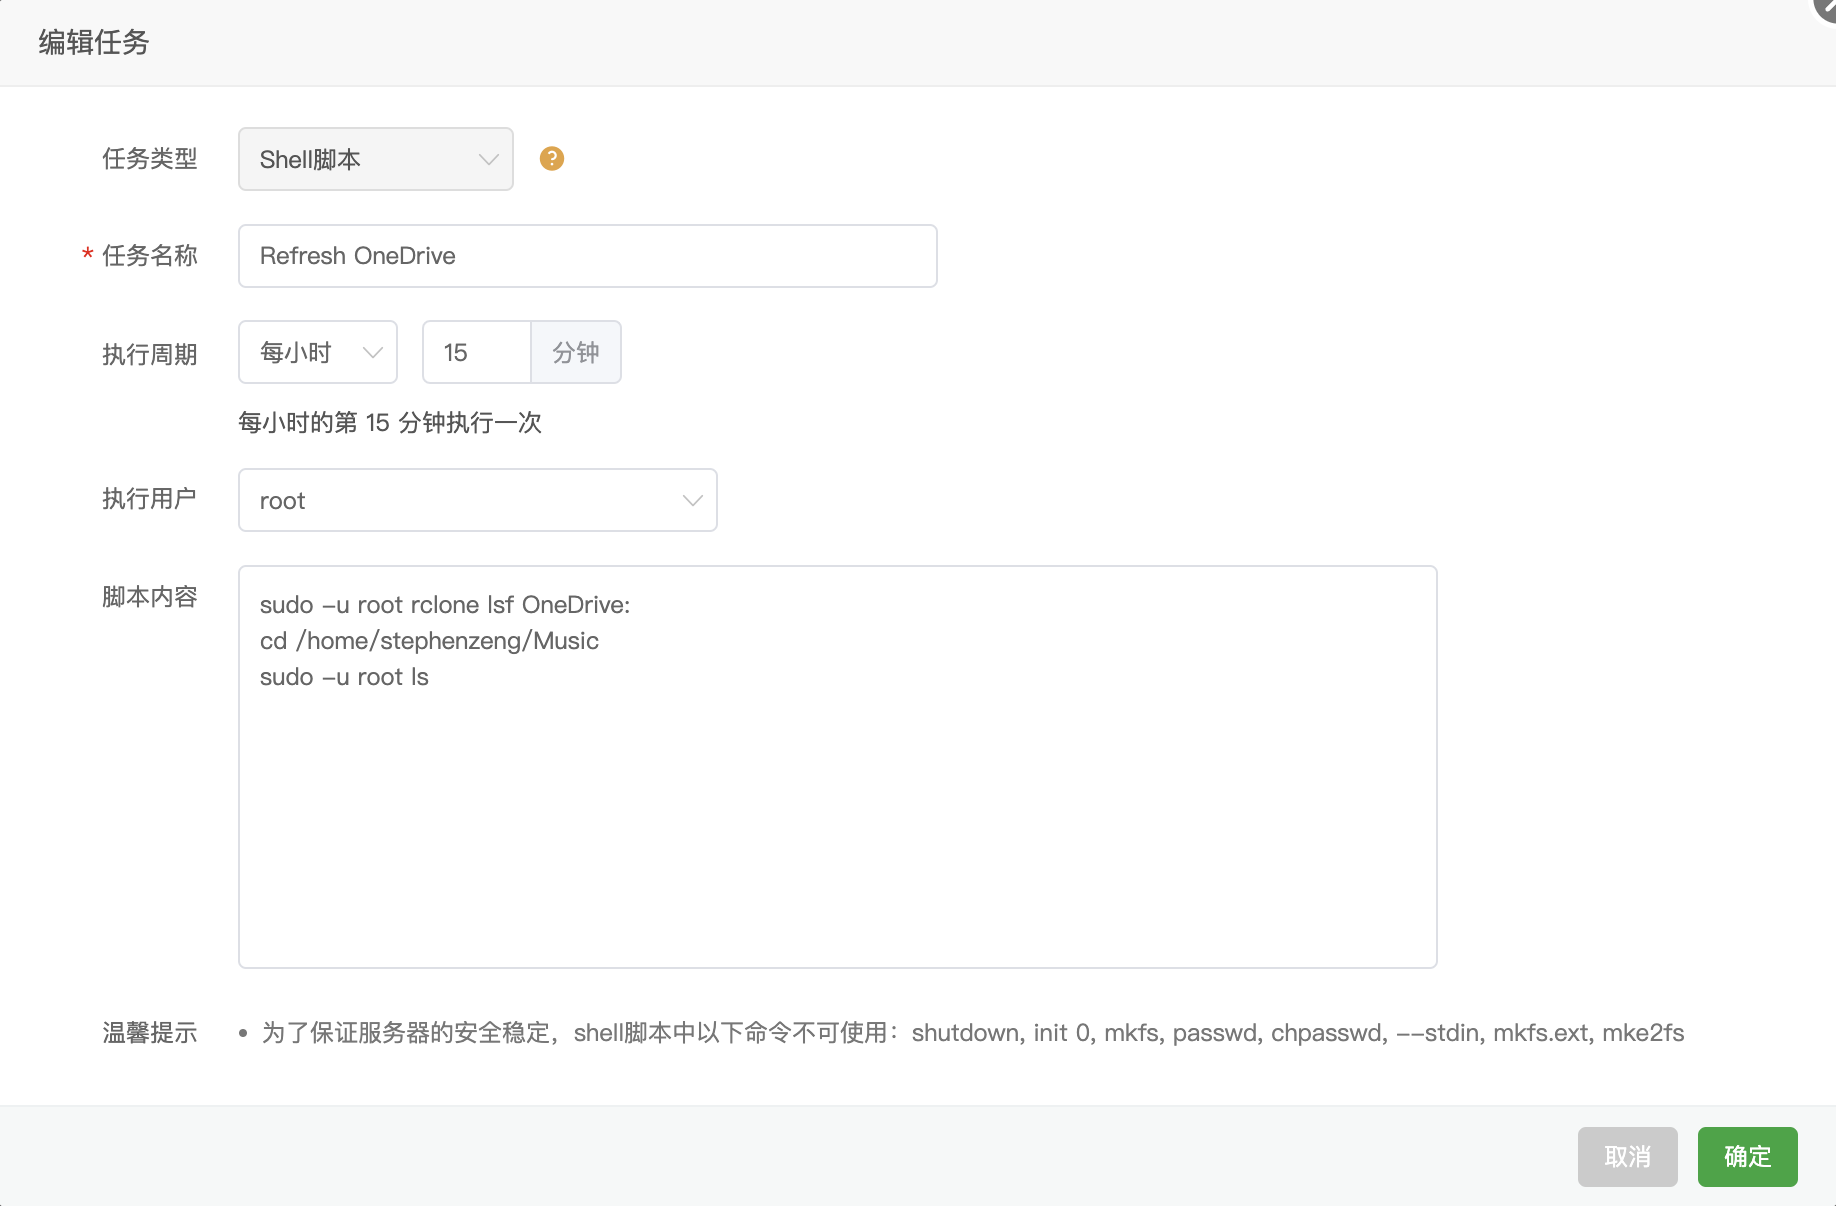 编辑任务
任务类型 Shell脚本 ?
* 任务名称 Refresh OneDrive
执行周期 每小时 15 分钟
每小时的第 15 分钟执行一次
执行用户 root
脚本内容 sudo -u root rclone lsf OneDrive:
cd /home/stephenzeng/Music
sudo -u root ls
温馨提示 • 为了保证服务器的安全稳定，shell脚本中以下命令不可使用：shutdown, init 0, mkfs, passwd, chpasswd, --stdin, mkfs.ext, mke2fs
取消 确定